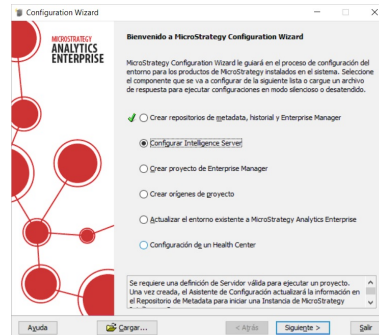 Configuration Wizard
MICROSTRATEGY
ANALYTICS
ENTERPRISE
Bienvenido a MicroStrategy Configuration Wizard
MicroStrategy Configuration Wizard le guiará en el proceso de configuración del
entorno para los productos de MicroStrategy instalados en el sistema. Seleccione
el componente que se va a configurar de la siguiente lista o cargue un archivo
de respuesta para ejecutar configuraciones en modo silencioso o desatendido.
Crear repositorios de metadata, historial y Enterprise Manager
Configurar Intelligence Server
Crear proyecto de Enterprise Manager
Crear orígenes de proyecto
Actualizar el entorno existente a MicroStrategy Analytics Enterprise
Configuración de un Health Center
Se requiere una definición de Servidor válida para ejecutar un proyecto.
Una vez creada, el Asistente de Configuración actualizará la información en
el Repositorio de Metadata para iniciar una Instancia de MicroStrategy
Ayuda
Cargar...
< Atrás
Siguiente >
Salir